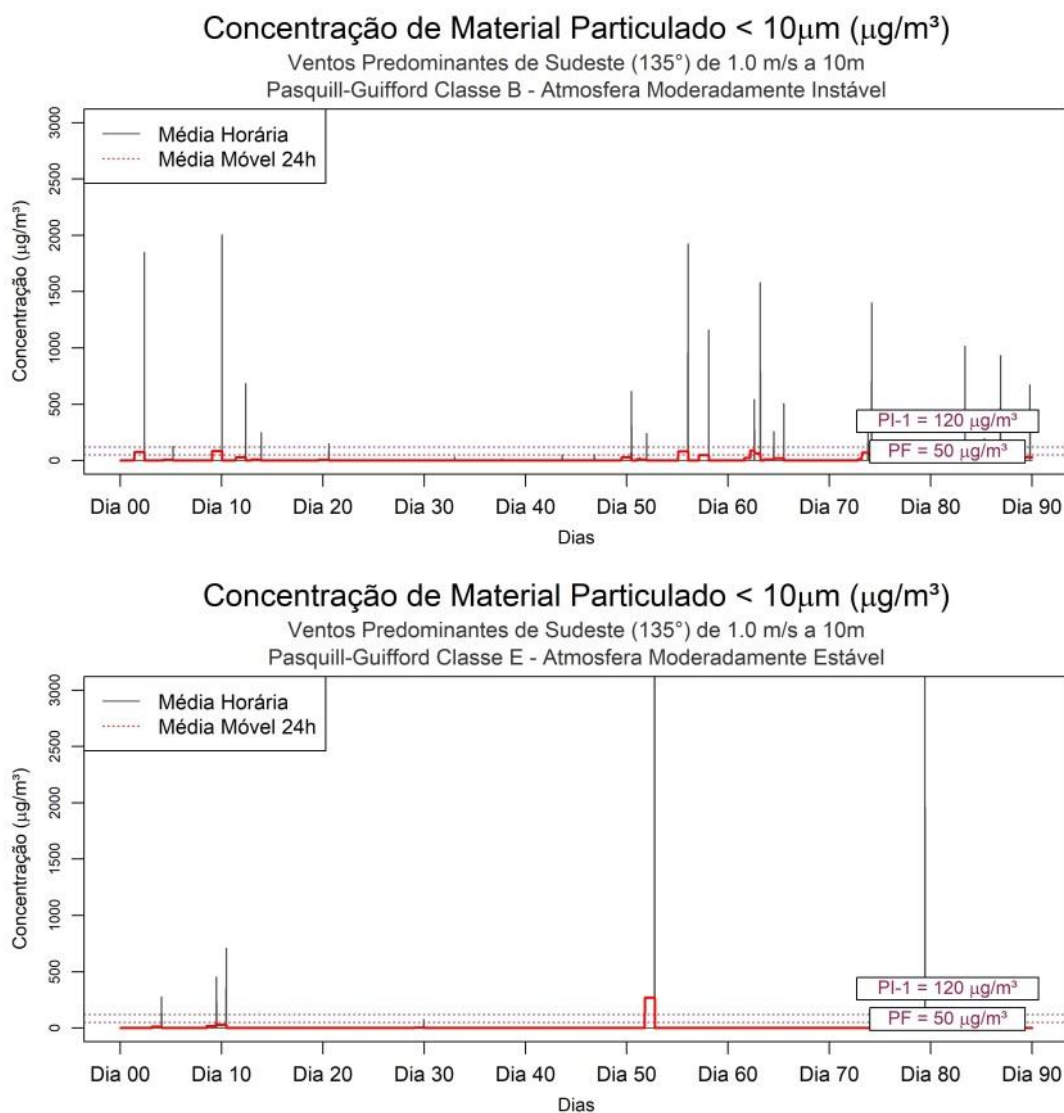 Concentração de Material Particulado < 10μm (μg/m³)
Ventos Predominantes de Sudeste (135°) de 1.0 m/s a 10m
Pasquill-Guifford Classe B - Atmosfera Moderadamente Instável
Média Horária
Média Móvel 24h
Concentração (μg/m³)
3000
2500
2000
1500
1000
500
0
PI-1 = 120 μg/m³
PF = 50 μg/m³
Dia 00 Dia 10 Dia 20 Dia 30 Dia 40 Dia 50 Dia 60 Dia 70 Dia 80 Dia 90
Dias
Concentração de Material Particulado < 10μm (μg/m³)
Ventos Predominantes de Sudeste (135°) de 1.0 m/s a 10m
Pasquill-Guifford Classe E - Atmosfera Moderadamente Estável
Média Horária
Média Móvel 24h
Concentração (μg/m³)
3000
2500
2000
1500
1000
500
0
PI-1 = 120 μg/m³
PF = 50 μg/m³
Dia 00 Dia 10 Dia 20 Dia 30 Dia 40 Dia 50 Dia 60 Dia 70 Dia 80 Dia 90
Dias